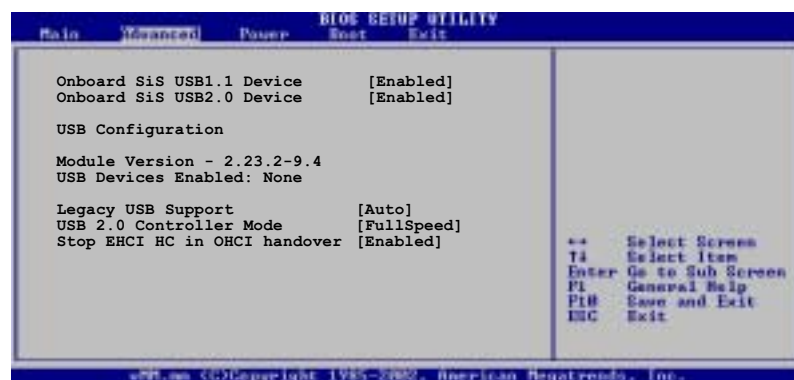 BIOS SETUP UTILITY
Main Advanced Power Boot Exit
Onboard SiS USB1.1 Device [Enabled]
Onboard SiS USB2.0 Device [Enabled]
USB Configuration
Module Version - 2.23.2-9.4
USB Devices Enabled: None
Legacy USB Support [Auto]
USB 2.0 Controller Mode [FullSpeed]
Stop EHCI HC in OHCI handover [Enabled]
↔ Select Screen
↑↓ Select Item
Enter Go to Sub Screen
F1 General Help
F10 Save and Exit
ESC Exit
(C)Copyright 1985-2002, American Megatrends, Inc.